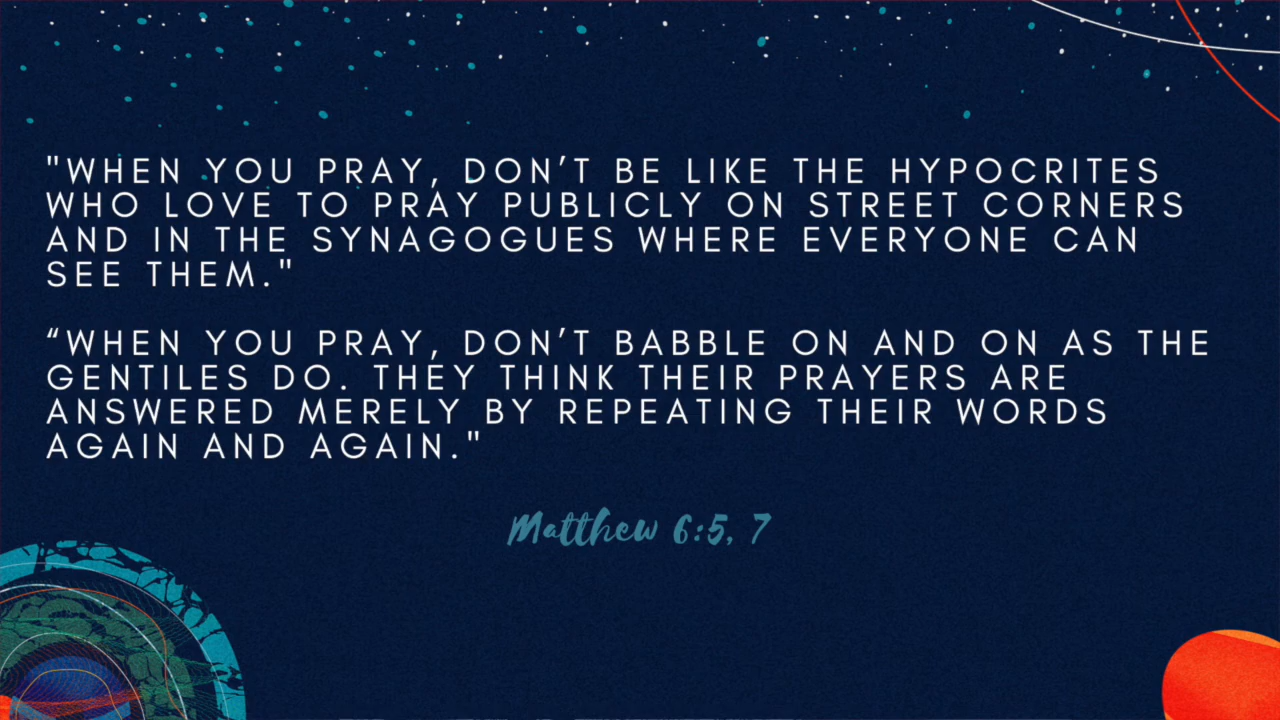 "WHEN YOU PRAY, DON’T BE LIKE THE HYPOCRITES
WHO LOVE TO PRAY PUBLICLY ON STREET CORNERS
AND IN THE SYNAGOGUES WHERE EVERYONE CAN
SEE THEM."
“WHEN YOU PRAY, DON’T BABBLE ON AND ON AS THE
GENTILES DO. THEY THINK THEIR PRAYERS ARE
ANSWERED MERELY BY REPEATING THEIR WORDS
AGAIN AND AGAIN."
Matthew 6:5, 7